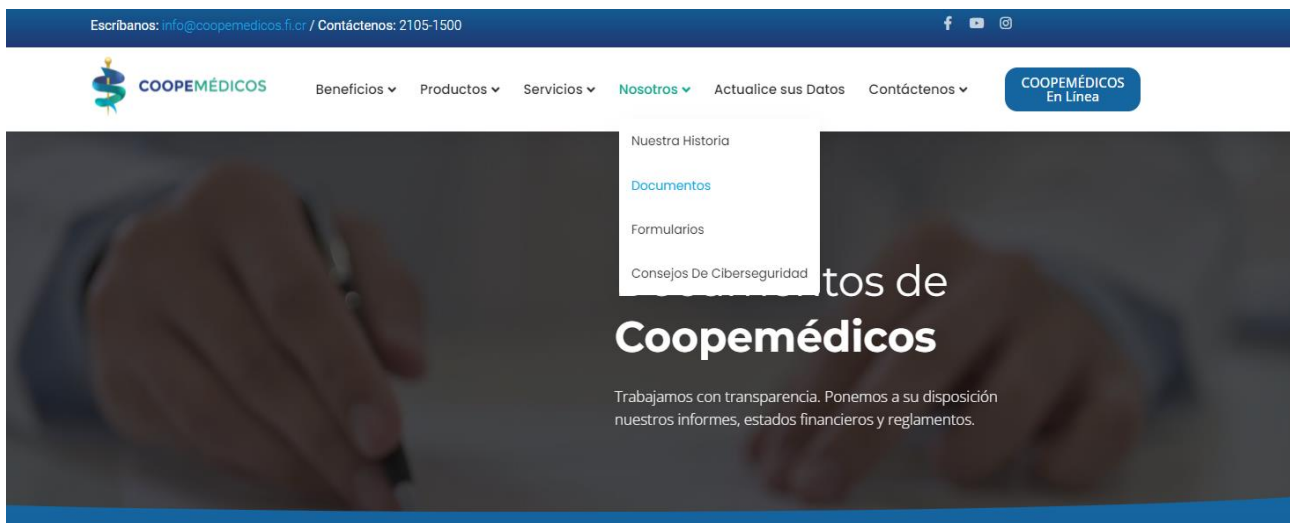 Escríbanos: info@coopemedicos.fi.cr / Contáctenos: 2105-1500
COOPEMÉDICOS
Beneficios Productos Servicios Nosotros Actualice sus Datos Contáctenos
COOPEMÉDICOS
En Línea
Nuestra Historia
Documentos
Formularios
Consejos De Ciberseguridad
Documentos de
Coopemédicos
Trabajamos con transparencia. Ponemos a su disposición
nuestros informes, estados financieros y reglamentos.